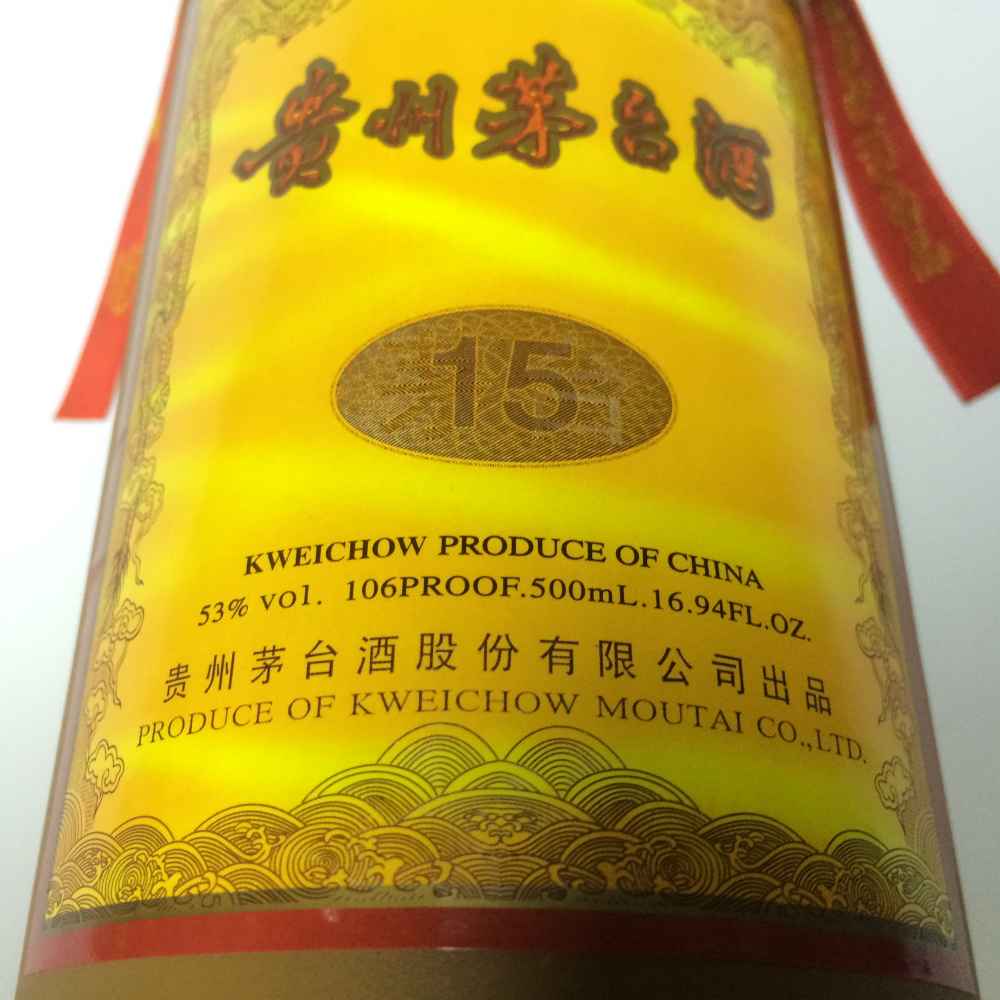 贵州茅台酒
15
KWEICHOW PRODUCE OF CHINA
53% vol. 106PROOF.500mL.16.94FL.OZ.
贵州茅台酒股份有限公司出品
PRODUCE OF KWEICHOW MOUTAI CO.,LTD.